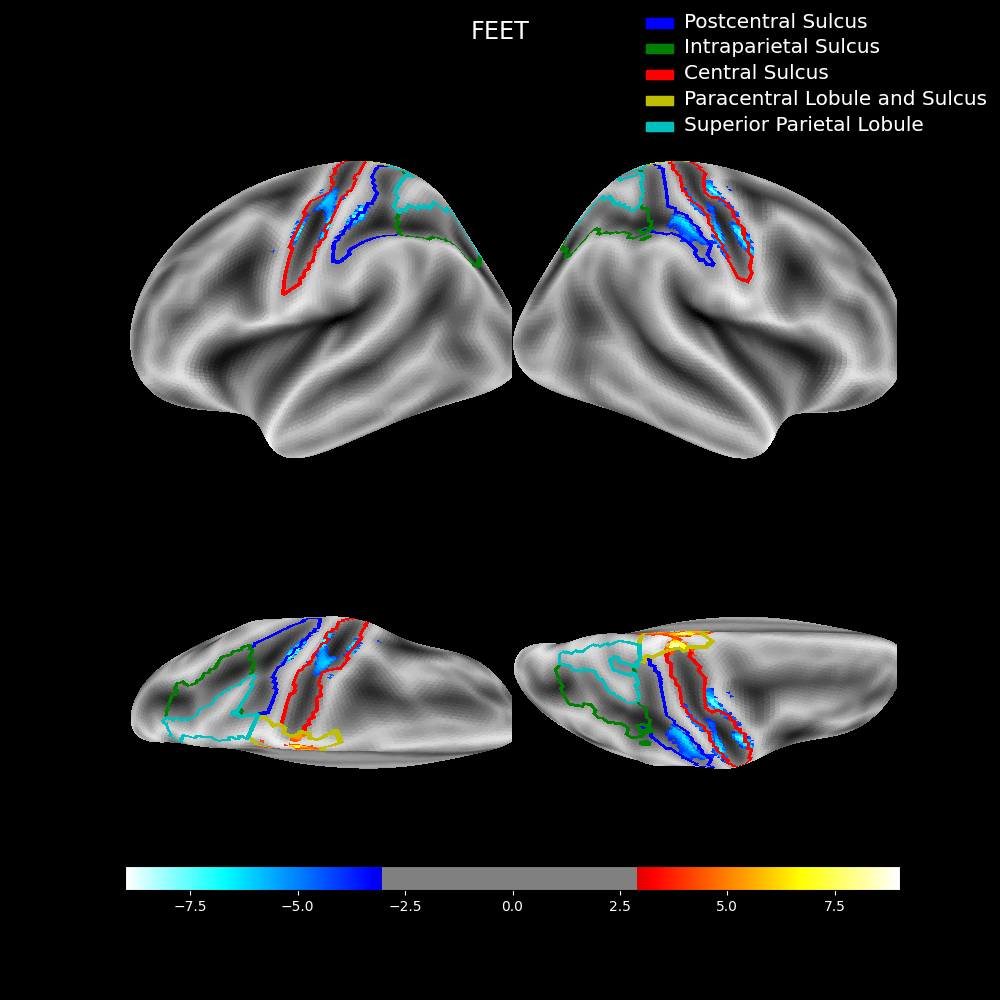 FEET
Postcentral Sulcus
Intraparietal Sulcus
Central Sulcus
Paracentral Lobule and Sulcus
Superior Parietal Lobule
−7.5 −5.0 −2.5 0.0 2.5 5.0 7.5